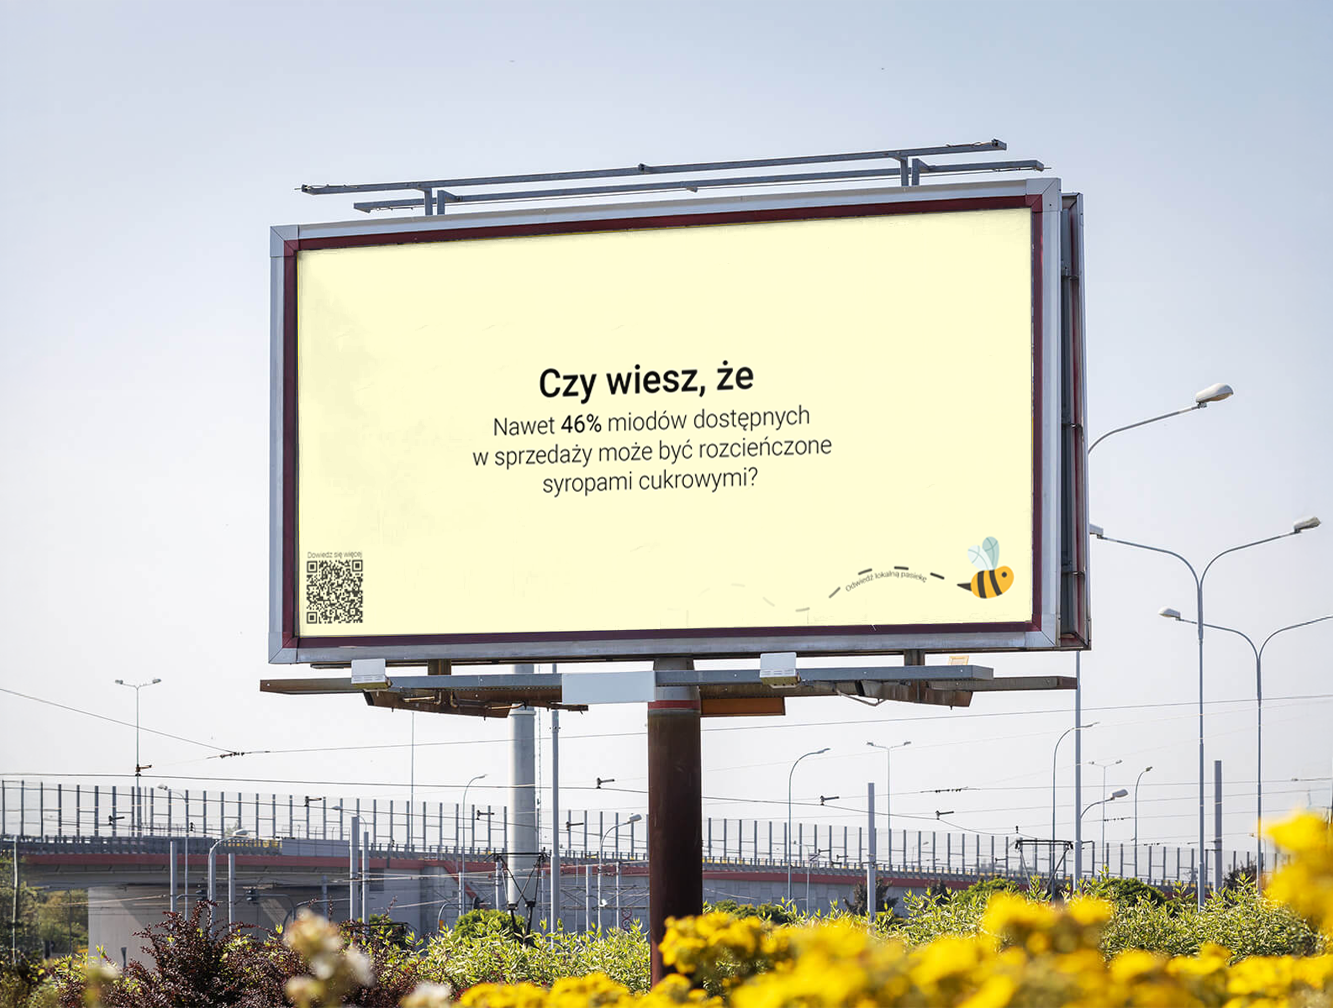 Czy wiesz, że
Nawet 46% miodów dostępnych
w sprzedaży może być rozcieńczone
syropami cukrowymi?
Dowiedz się więcej
Odwiedź lokalną pasiekę